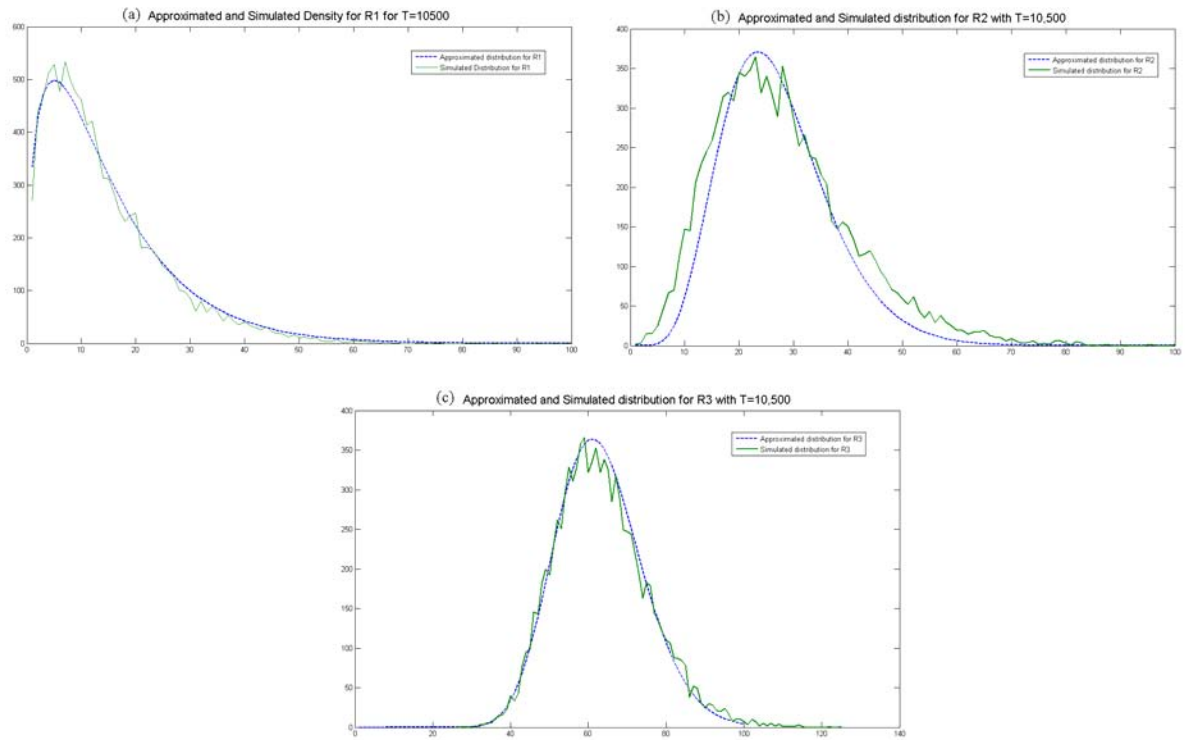 (a) Approximated and Simulated Density for R1 for T=10500
600
500
400
300
200
100
0
0 10 20 30 40 50 60 70 80 90 100
Approximated distribution for R1
Simulated Distribution for R1
(b) Approximated and Simulated distribution for R2 with T=10,500
400
350
300
250
200
150
100
50
0
0 10 20 30 40 50 60 70 80 90 100
Approximated distribution for R2
Simulated distribution for R2
(c) Approximated and Simulated distribution for R3 with T=10,500
400
350
300
250
200
150
100
50
0
0 20 40 60 80 100 120 140
Approximated distribution for R3
Simulated distribution for R3